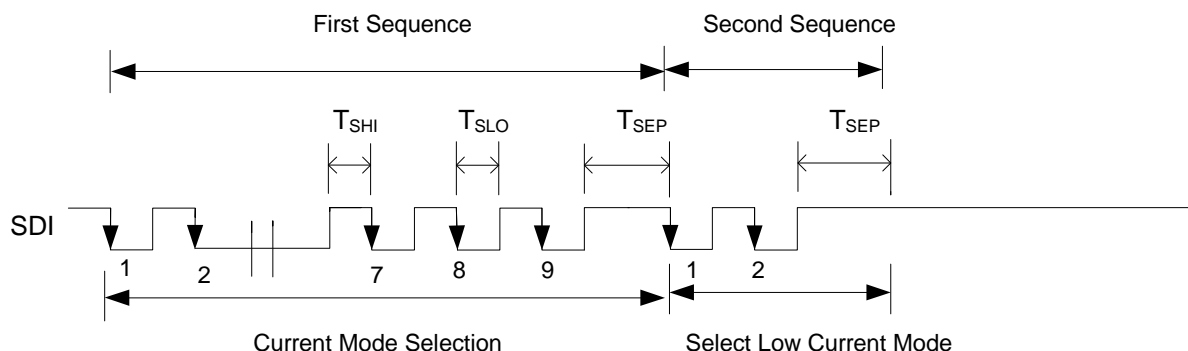 First Sequence Second Sequence
TSHI TSLO TSEP TSEP
SDI
1 2 7 8 9 1 2
Current Mode Selection Select Low Current Mode